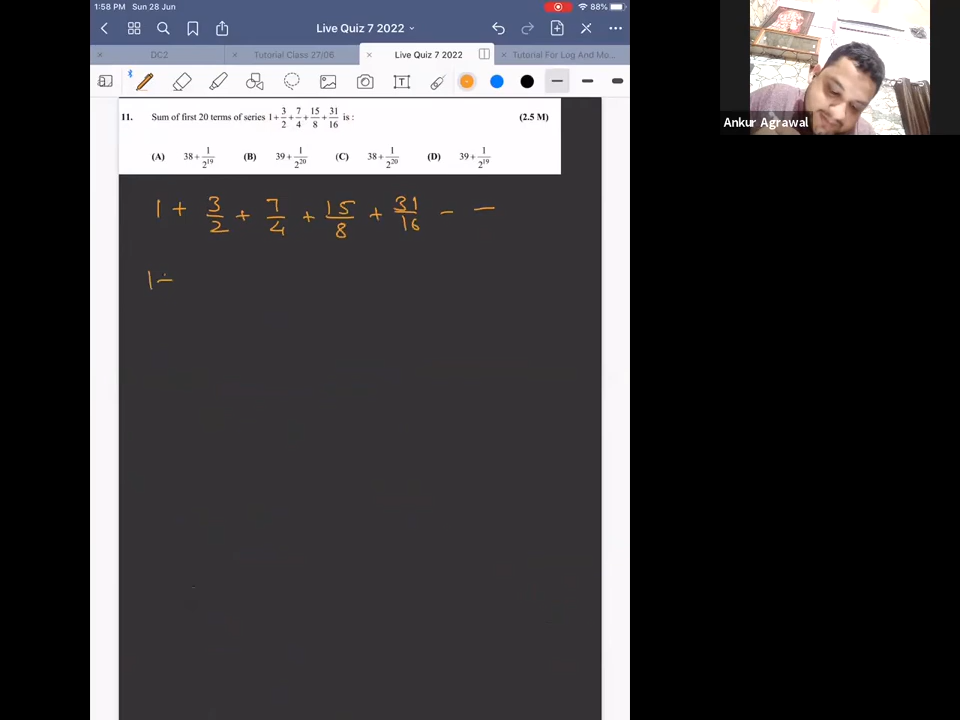 1:58 PM Sun 28 Jun
88%
Live Quiz 7 2022
DC2
Tutorial Class 27/06
Live Quiz 7 2022
Tutorial For Log And Mo...
11. Sum of first 20 terms of series 1 + 3/2 + 7/4 + 15/8 + 31/16 is : (2.5 M)
(A) 38 + 1/2^19 (B) 39 + 1/2^20 (C) 38 + 1/2^20 (D) 39 + 1/2^19
1 + 3/2 + 7/4 + 15/8 + 31/16 - -
1 +
Ankur Agrawal